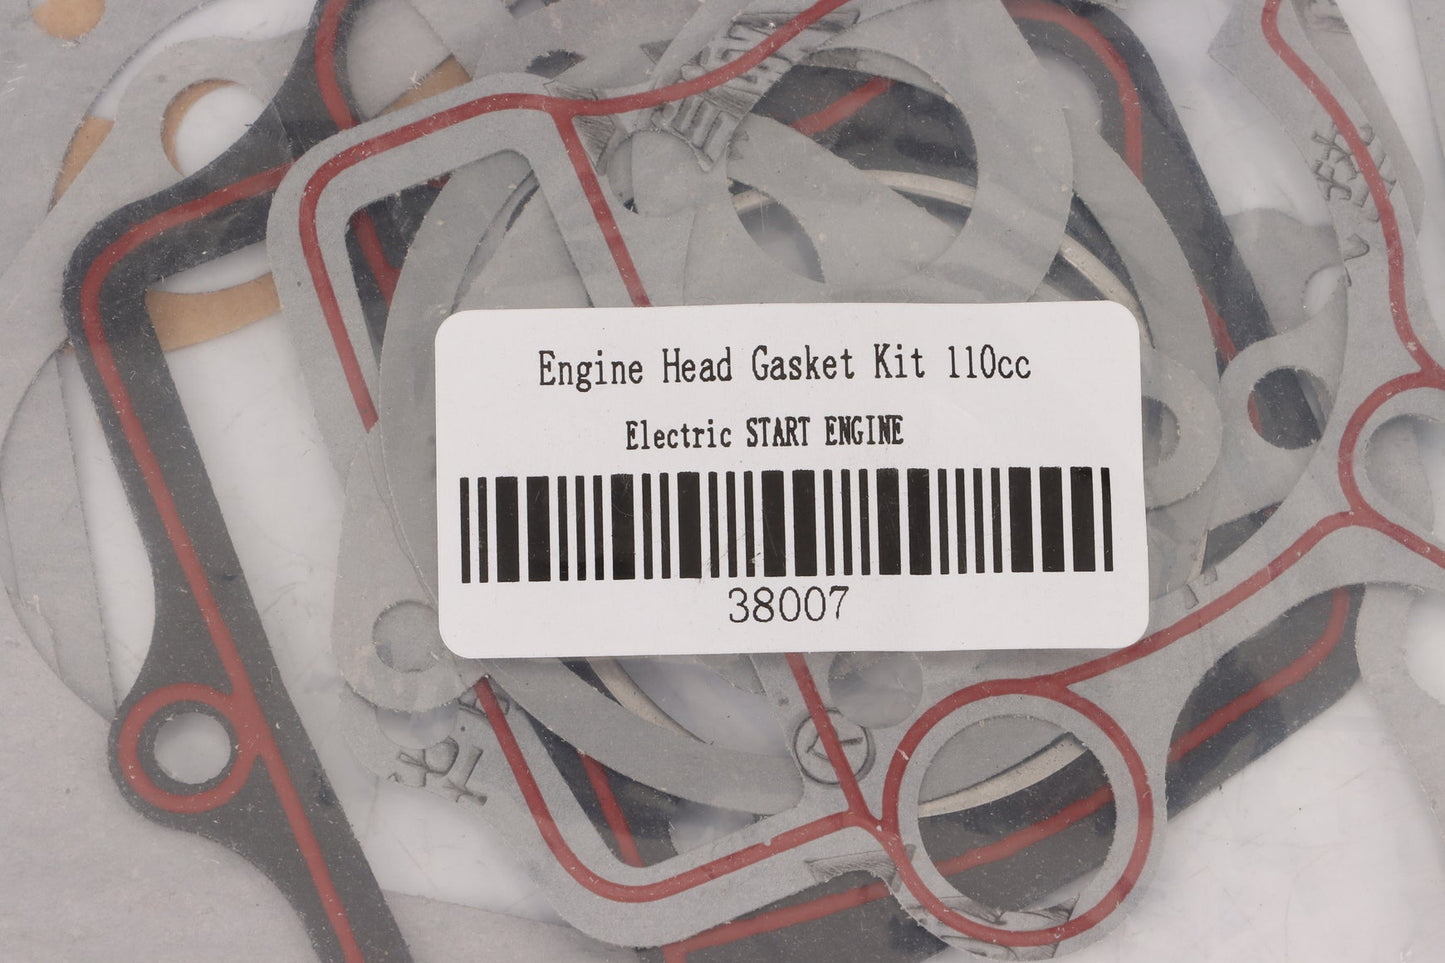 Engine Head Gasket Kit 110cc
Electric START ENGINE
38007